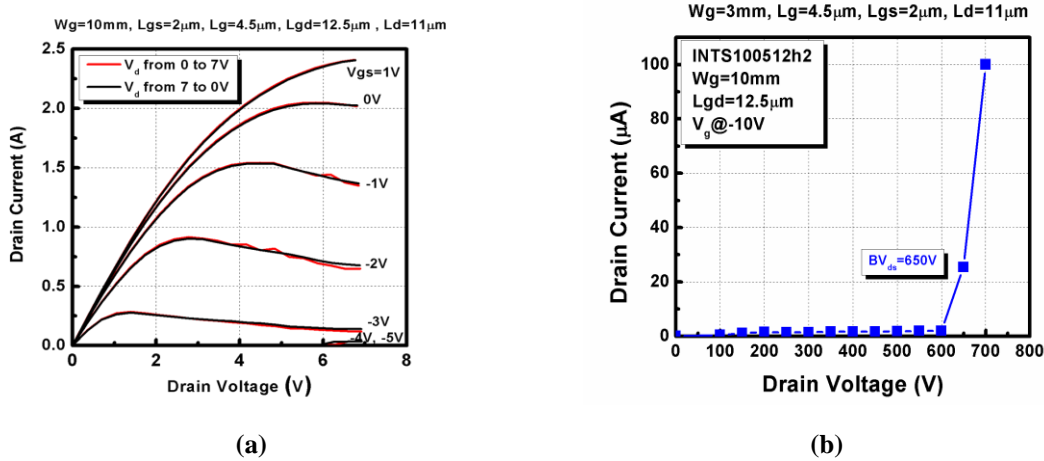 Wg=10mm, Lgs=2μm, Lg=4.5μm, Lgd=12.5μm , Ld=11μm
2.5
2.0
1.5
1.0
0.5
0.0
Drain Current (A)
V_d from 0 to 7V
V_d from 7 to 0V
Vgs=1V
0V
-1V
-2V
-3V
-4V, -5V
0 2 4 6 8
Drain Voltage (V)
(a)
Wg=3mm, Lg=4.5μm, Lgs=2μm, Ld=11μm
100
80
60
40
20
0
Drain Current (μA)
INTS100512h2
Wg=10mm
Lgd=12.5μm
V_g@-10V
BV_ds=650V
0 100 200 300 400 500 600 700 800
Drain Voltage (V)
(b)